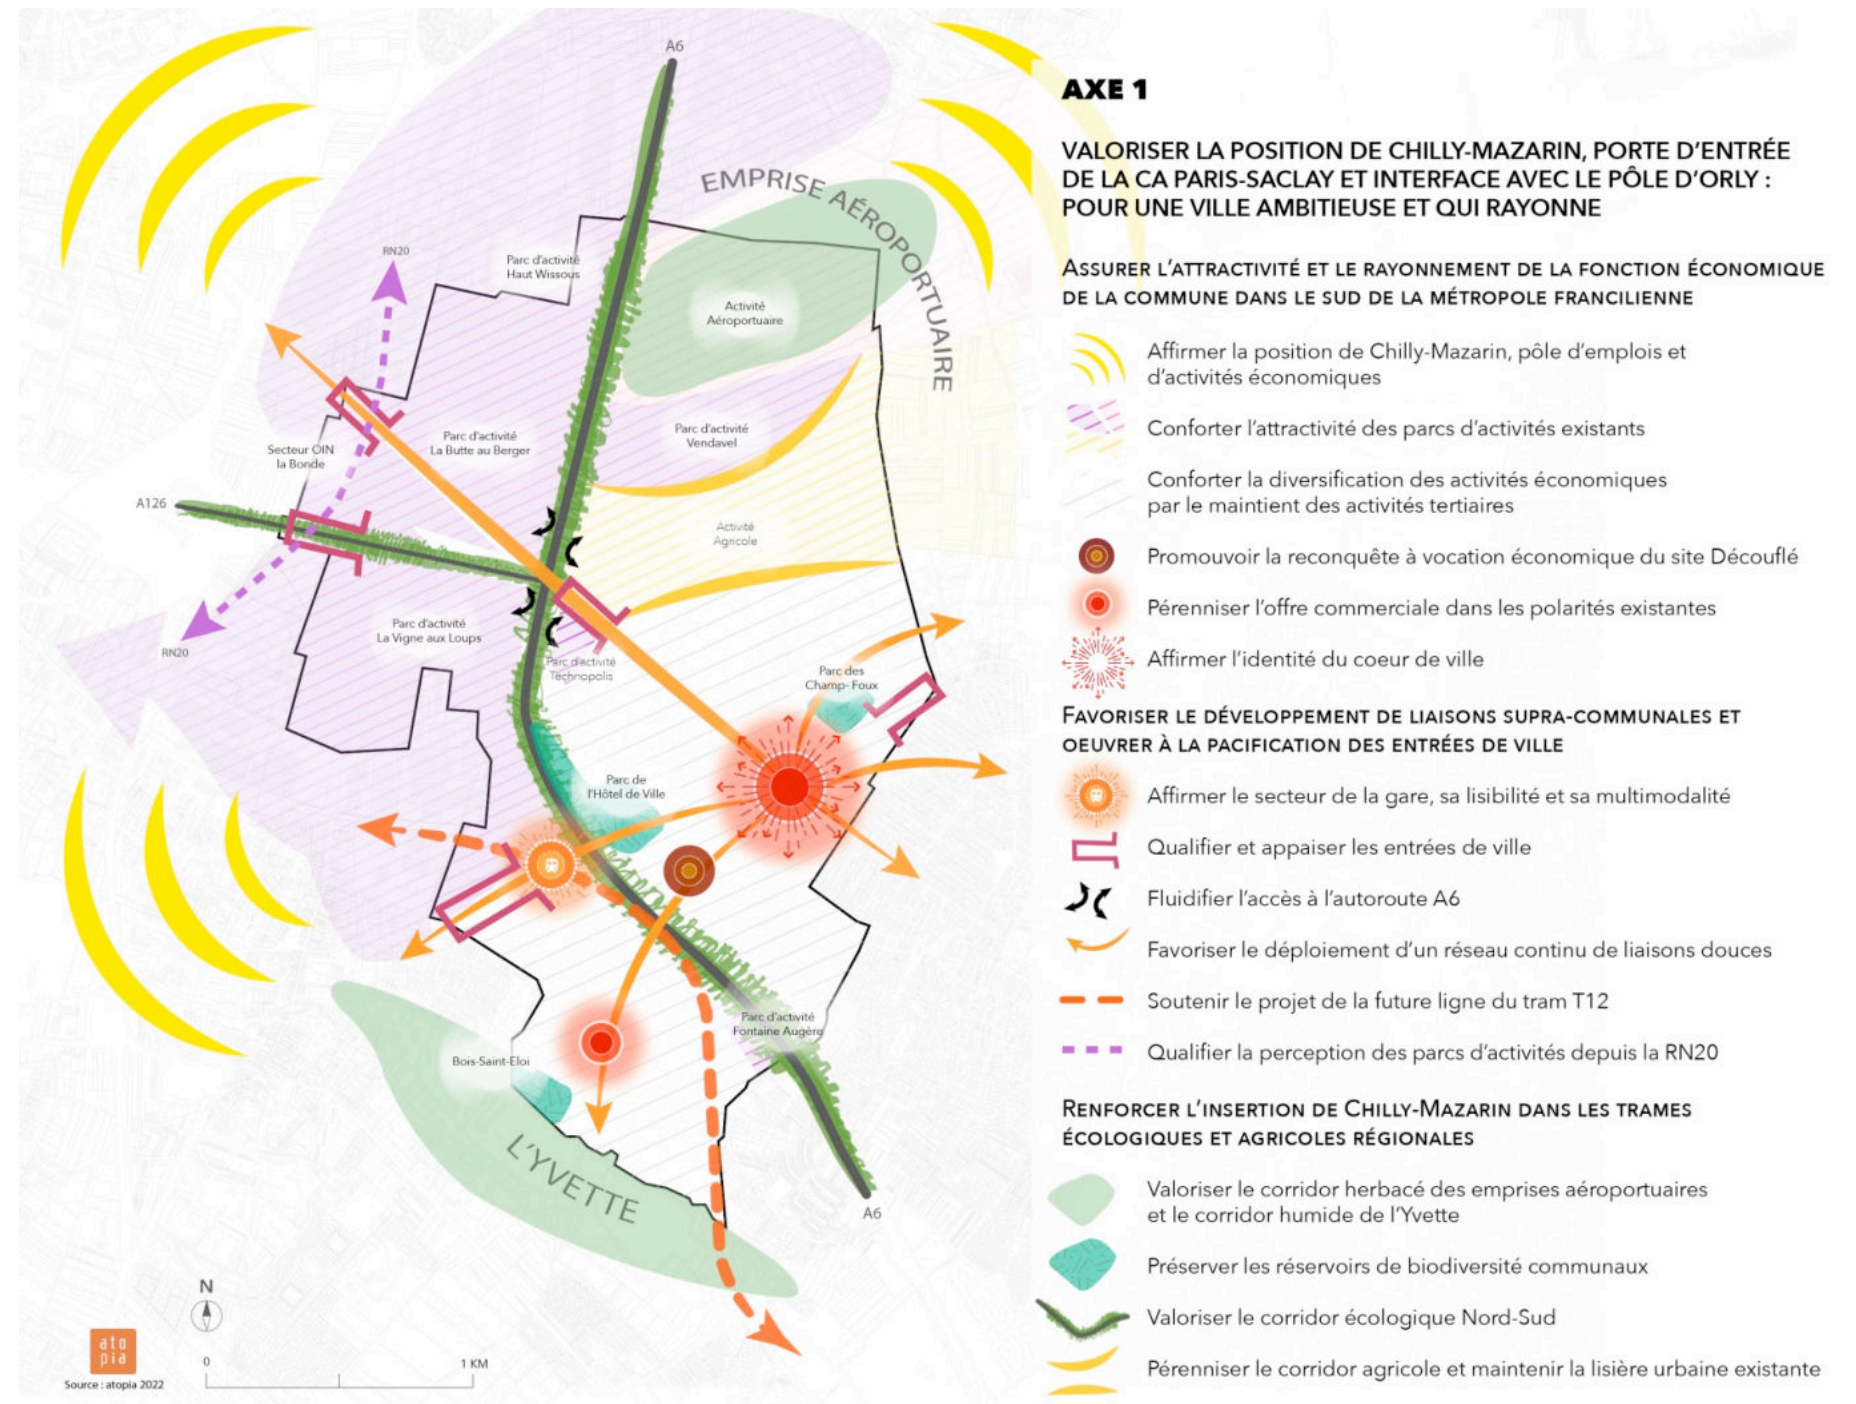 A6
EMPRISE AÉROPORTUAIRE
RN20
Parc d'activité
Haut Wissous
Activité
Aéroportuaire
Parc d'activité
Vendavel
Parc d'activité
La Butte au Berger
Secteur OIN
la Bonde
A126
Activité
Agricole
Parc d'activité
La Vigne aux Loups
RN20
Parc d'activité
Technopolis
Parc des
Champ-Foux
Parc de
l'Hôtel de Ville
Parc d'activité
Fontaine Augère
Bois-Saint-Eloi
L'YVETTE
A6
N
0
1 KM
ato
pia
Source : atopia 2022
AXE 1
VALORISER LA POSITION DE CHILLY-MAZARIN, PORTE D'ENTRÉE
DE LA CA PARIS-SACLAY ET INTERFACE AVEC LE PÔLE D'ORLY :
POUR UNE VILLE AMBITIEUSE ET QUI RAYONNE
ASSURER L'ATTRACTIVITÉ ET LE RAYONNEMENT DE LA FONCTION ÉCONOMIQUE
DE LA COMMUNE DANS LE SUD DE LA MÉTROPOLE FRANCILIENNE
Affirmer la position de Chilly-Mazarin, pôle d'emplois et
d'activités économiques
Conforter l'attractivité des parcs d'activités existants
Conforter la diversification des activités économiques
par le maintient des activités tertiaires
Promouvoir la reconquête à vocation économique du site Découflé
Pérenniser l'offre commerciale dans les polarités existantes
Affirmer l'identité du coeur de ville
FAVORISER LE DÉVELOPPEMENT DE LIAISONS SUPRA-COMMUNALES ET
OEUVRER À LA PACIFICATION DES ENTRÉES DE VILLE
Affirmer le secteur de la gare, sa lisibilité et sa multimodalité
Qualifier et appaiser les entrées de ville
Fluidifier l'accès à l'autoroute A6
Favoriser le déploiement d'un réseau continu de liaisons douces
Soutenir le projet de la future ligne du tram T12
Qualifier la perception des parcs d'activités depuis la RN20
RENFORCER L'INSERTION DE CHILLY-MAZARIN DANS LES TRAMES
ÉCOLOGIQUES ET AGRICOLES RÉGIONALES
Valoriser le corridor herbacé des emprises aéroportuaires
et le corridor humide de l'Yvette
Préserver les réservoirs de biodiversité communaux
Valoriser le corridor écologique Nord-Sud
Pérenniser le corridor agricole et maintenir la lisière urbaine existante